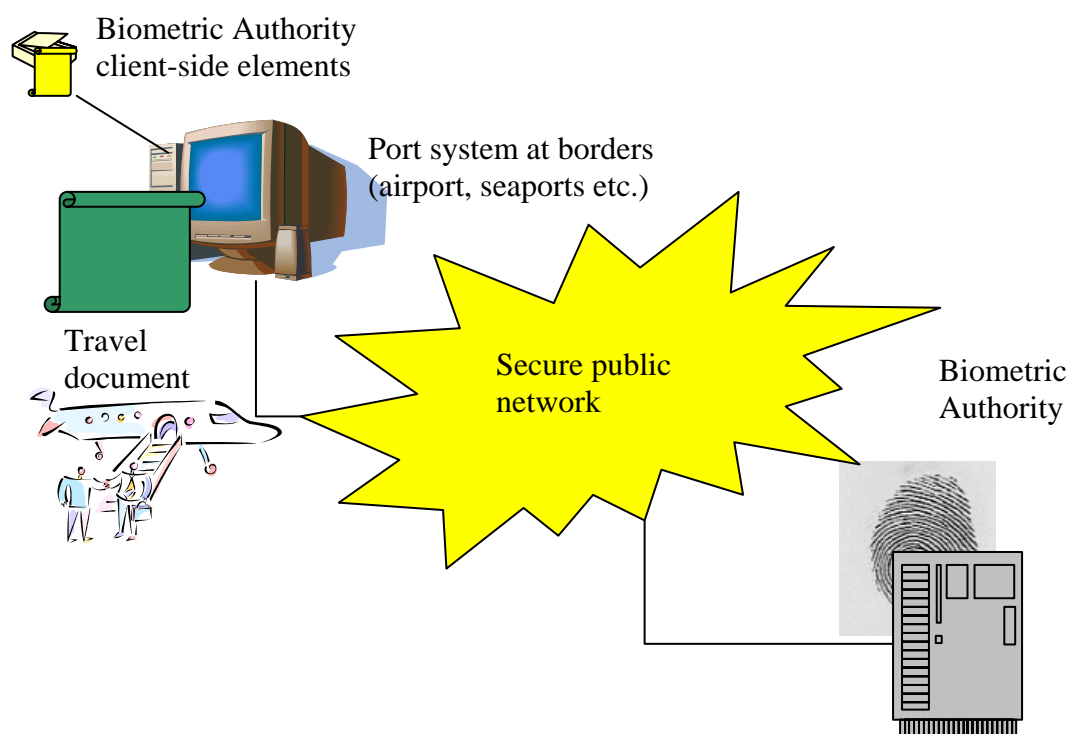 Biometric Authority
client-side elements
Port system at borders
(airport, seaports etc.)
Travel
document
Secure public
network
Biometric
Authority